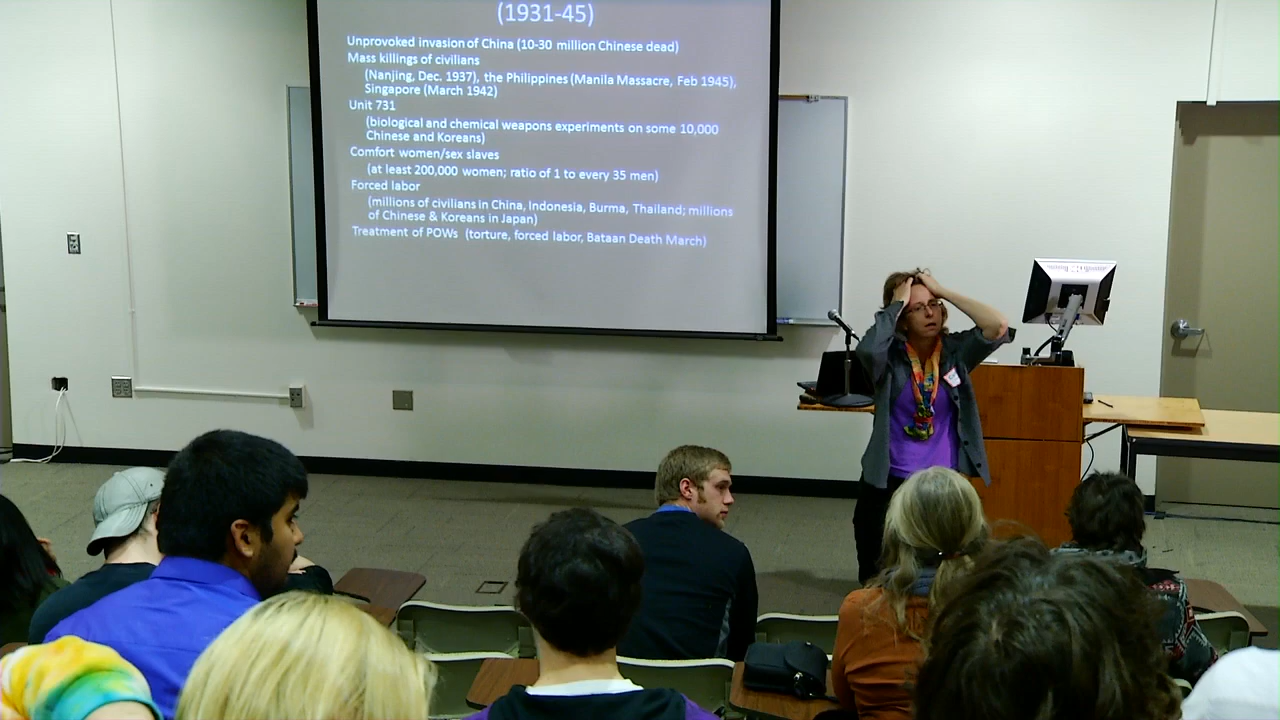 (1931-45)
Unprovoked invasion of China (10-30 million Chinese dead)
Mass killings of civilians
(Nanjing, Dec. 1937), the Philippines (Manila Massacre, Feb 1945),
Singapore (March 1942)
Unit 731
(biological and chemical weapons experiments on some 10,000
Chinese and Koreans)
Comfort women/sex slaves
(at least 200,000 women; ratio of 1 to every 35 men)
Forced labor
(millions of civilians in China, Indonesia, Burma, Thailand; millions
of Chinese & Koreans in Japan)
Treatment of POWs (torture, forced labor, Bataan Death March)